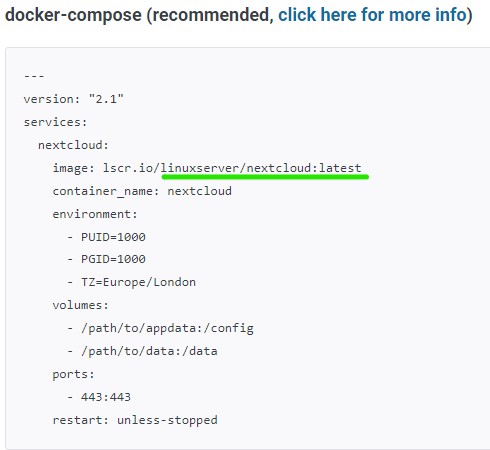 docker-compose (recommended, click here for more info)
---
version: "2.1"
services:
  nextcloud:
    image: lscr.io/linuxserver/nextcloud:latest
    container_name: nextcloud
    environment:
      - PUID=1000
      - PGID=1000
      - TZ=Europe/London
    volumes:
      - /path/to/appdata:/config
      - /path/to/data:/data
    ports:
      - 443:443
    restart: unless-stopped